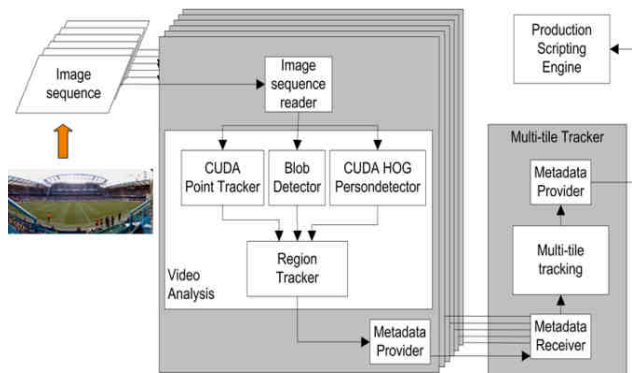 Image
sequence
Image
sequence
reader
CUDA
Point Tracker
Blob
Detector
CUDA HOG
Persondetector
Region
Tracker
Video
Analysis
Metadata
Provider
Production
Scripting
Engine
Multi-tile Tracker
Metadata
Provider
Multi-tile
tracking
Metadata
Receiver